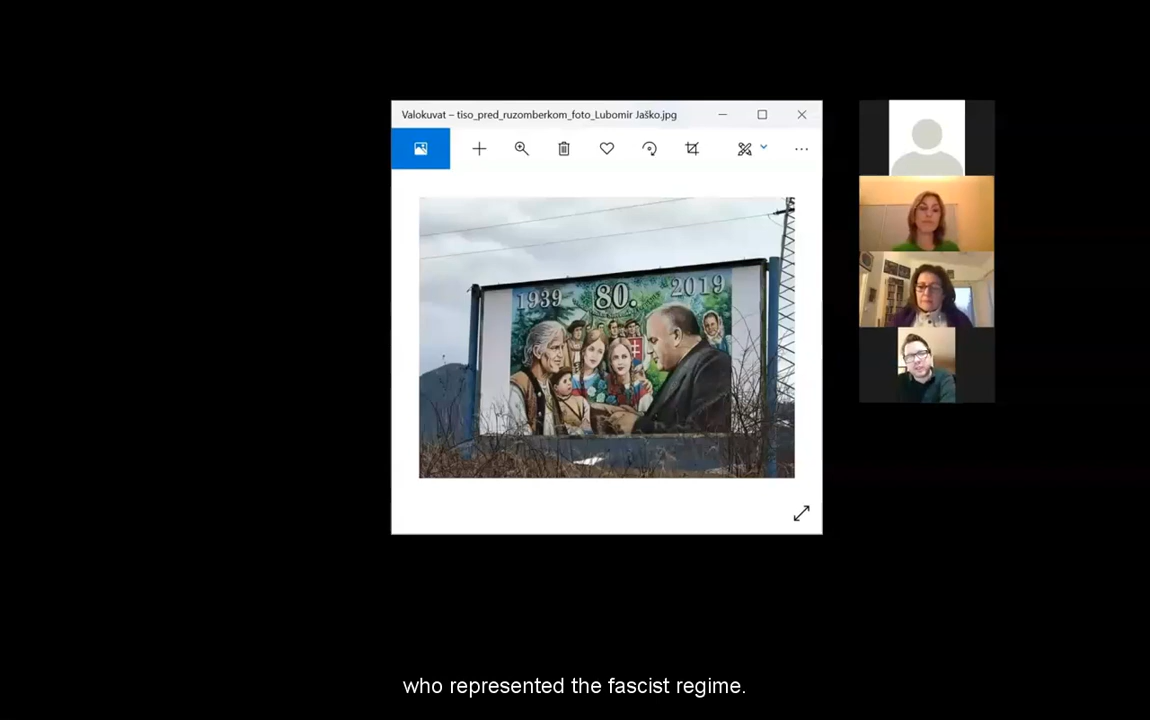 Valokuvat – tiso_pred_ruzomberkom_foto_Lubomir Jaško.jpg
1939 80. 2019
who represented the fascist regime.